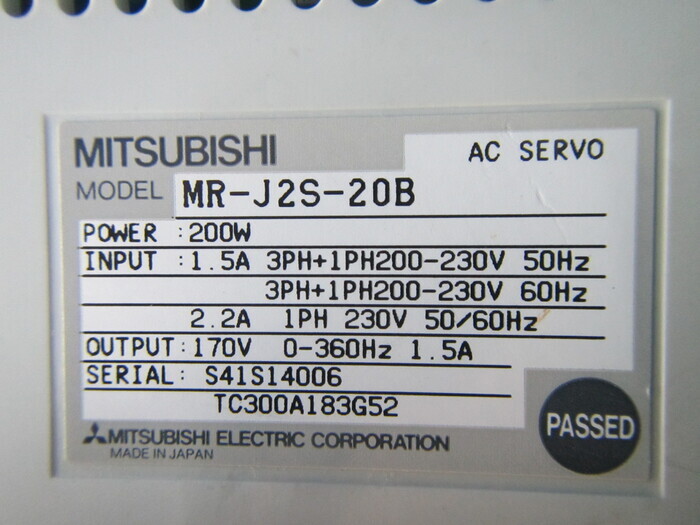 MITSUBISHI
AC SERVO
MODEL MR-J2S-20B
POWER :200W
INPUT :1.5A 3PH+1PH200-230V 50Hz
3PH+1PH200-230V 60Hz
2.2A 1PH 230V 50/60Hz
OUTPUT:170V 0-360Hz 1.5A
SERIAL: S41S14006
TC300A183G52
MITSUBISHI ELECTRIC CORPORATION
MADE IN JAPAN
PASSED